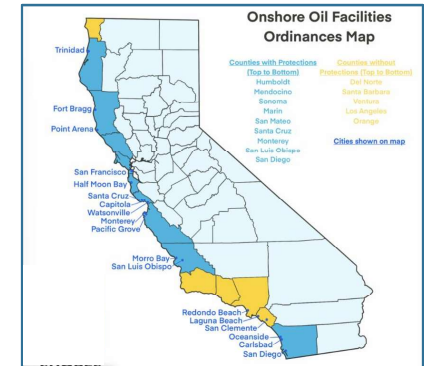 Onshore Oil Facilities
Ordinances Map
Counties with Protections
(Top to Bottom)
Humboldt
Mendocino
Sonoma
Marin
San Mateo
Santa Cruz
Monterey
San Luis Obispo
San Diego
Counties without
Protections (Top to Bottom)
Del Norte
Santa Barbara
Ventura
Los Angeles
Orange
Cities shown on map
Trinidad
Fort Bragg
Point Arena
San Francisco
Half Moon Bay
Santa Cruz
Capitola
Watsonville
Monterey
Pacific Grove
Morro Bay
San Luis Obispo
Redondo Beach
Laguna Beach
San Clemente
Oceanside
Carlsbad
San Diego